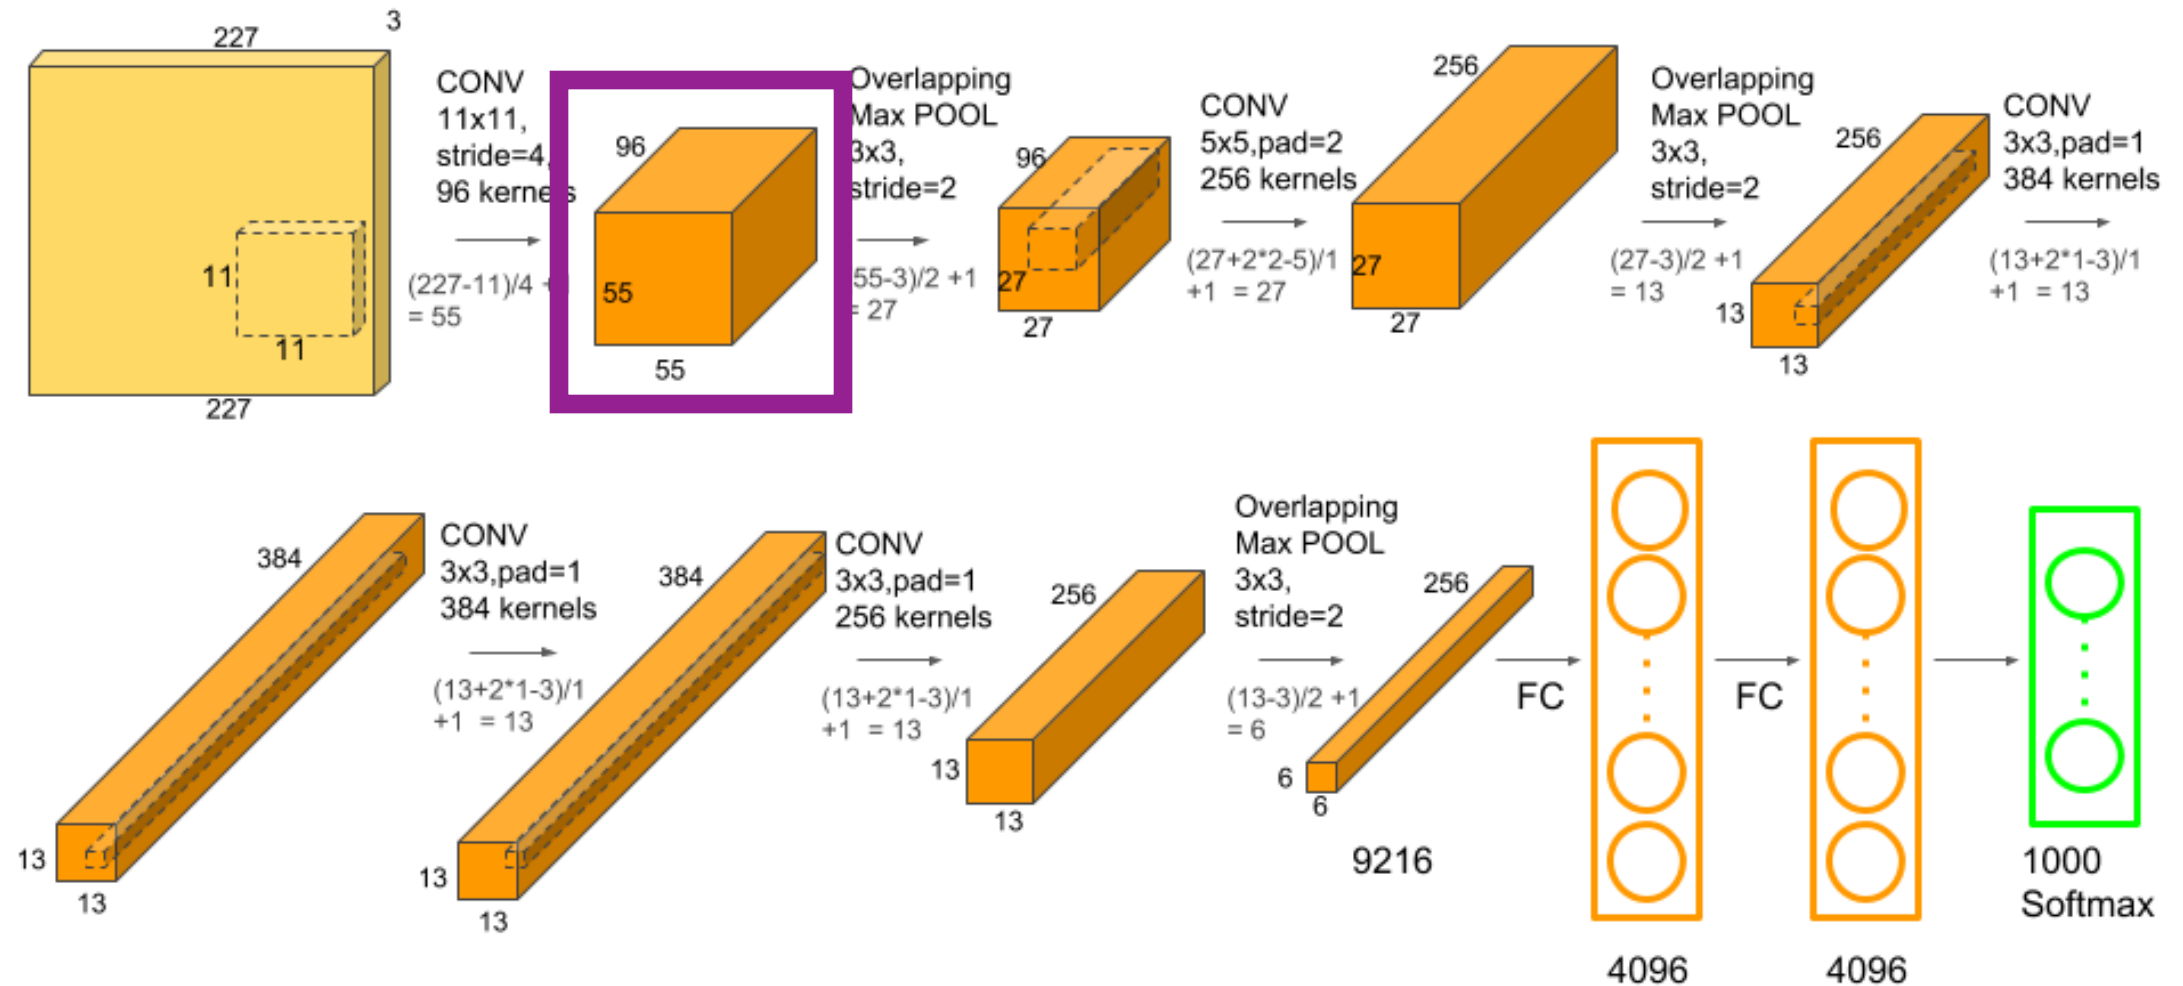 227
3
11
11
227
CONV
11x11,
stride=4,
96 kernels
(227-11)/4 +
= 55
96
55
55
Overlapping
Max POOL
3x3,
stride=2
55-3)/2 +1
= 27
96
27
27
CONV
5x5,pad=2
256 kernels
(27+2*2-5)/1
+1 = 27
256
27
27
Overlapping
Max POOL
3x3,
stride=2
(27-3)/2 +1
= 13
256
13
13
CONV
3x3,pad=1
384 kernels
(13+2*1-3)/1
+1 = 13
384
13
13
CONV
3x3,pad=1
384 kernels
(13+2*1-3)/1
+1 = 13
384
13
13
CONV
3x3,pad=1
256 kernels
(13+2*1-3)/1
+1 = 13
256
13
13
Overlapping
Max POOL
3x3,
stride=2
(13-3)/2 +1
= 6
256
6
6
9216
FC
4096
FC
4096
1000
Softmax